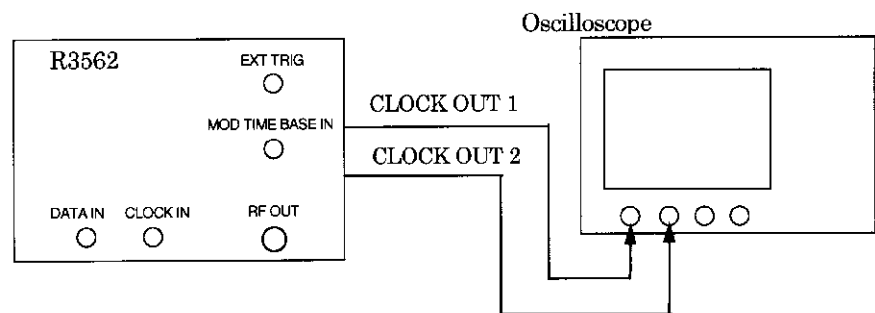 Oscilloscope
R3562
EXT TRIG
CLOCK OUT 1
MOD TIME BASE IN
CLOCK OUT 2
DATA IN CLOCK IN RF OUT